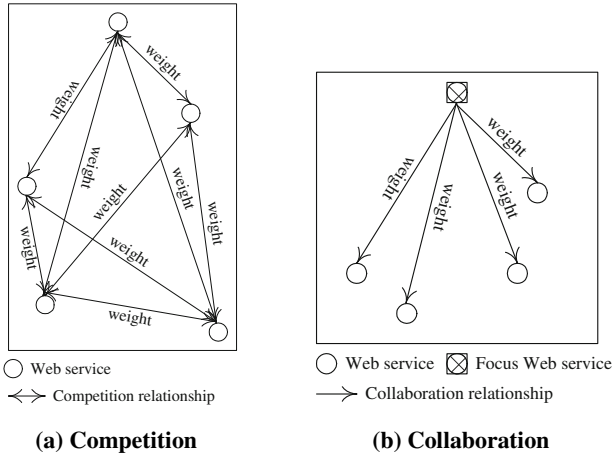 weight
weight
weight
weight
weight
weight
weight
weight
weight
Web service
Competition relationship
(a) Competition
weight
weight
weight
weight
Web service
Focus Web service
Collaboration relationship
(b) Collaboration